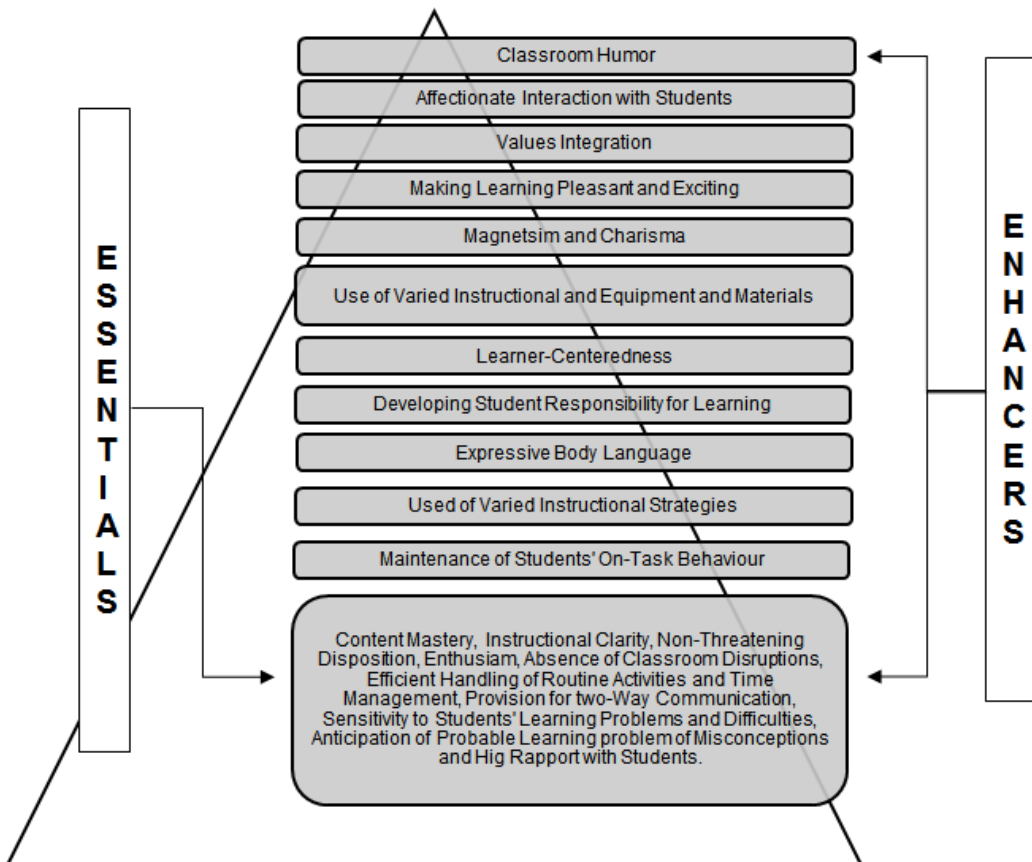 Classroom Humor
Affectionate Interaction with Students
Values Integration
Making Learning Pleasant and Exciting
Magnetsim and Charisma
Use of Varied Instructional and Equipment and Materials
Learner-Centeredness
Developing Student Responsibility for Learning
Expressive Body Language
Used of Varied Instructional Strategies
Maintenance of Students' On-Task Behaviour
Content Mastery, Instructional Clarity, Non-Threatening
Disposition, Enthusiam, Absence of Classroom Disruptions,
Efficient Handling of Routine Activities and Time
Management, Provision for two-Way Communication,
Sensitivity to Students' Learning Problems and Difficulties,
Anticipation of Probable Learning problem of Misconceptions
and Hig Rapport with Students.
ESSENTIALS
ENHANCERS